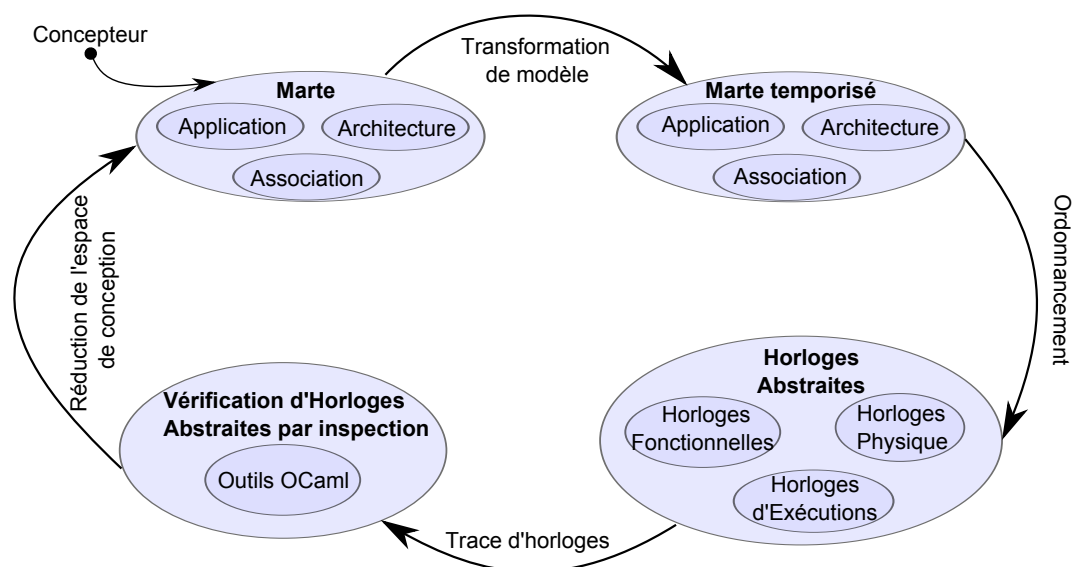 Concepteur
Transformation
de modèle
Marte
Application
Architecture
Association
Marte temporisé
Application
Architecture
Association
Ordonnancement
Horloges
Abstraites
Horloges
Fonctionnelles
Horloges
Physique
Horloges
d'Exécutions
Trace d'horloges
Vérification d'Horloges
Abstraites par inspection
Outils OCaml
Réduction de l'espace
de conception